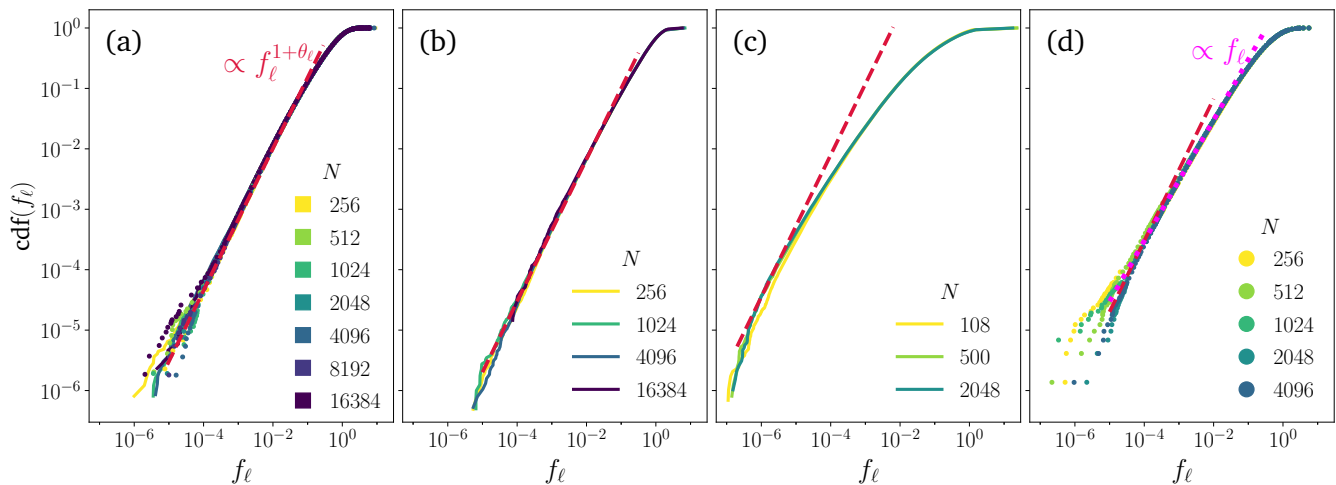 (a)
(b)
(c)
(d)
∝ f_ℓ^{1+θ_ℓ}
∝ f_ℓ
cdf(f_ℓ)
10^0
10^{-1}
10^{-2}
10^{-3}
10^{-4}
10^{-5}
10^{-6}
N
256
512
1024
2048
4096
8192
16384
N
256
1024
4096
16384
N
108
500
2048
N
256
512
1024
2048
4096
10^{-6} 10^{-4} 10^{-2} 10^0
10^{-6} 10^{-4} 10^{-2} 10^0
10^{-6} 10^{-4} 10^{-2} 10^0
10^{-6} 10^{-4} 10^{-2} 10^0
f_ℓ
f_ℓ
f_ℓ
f_ℓ